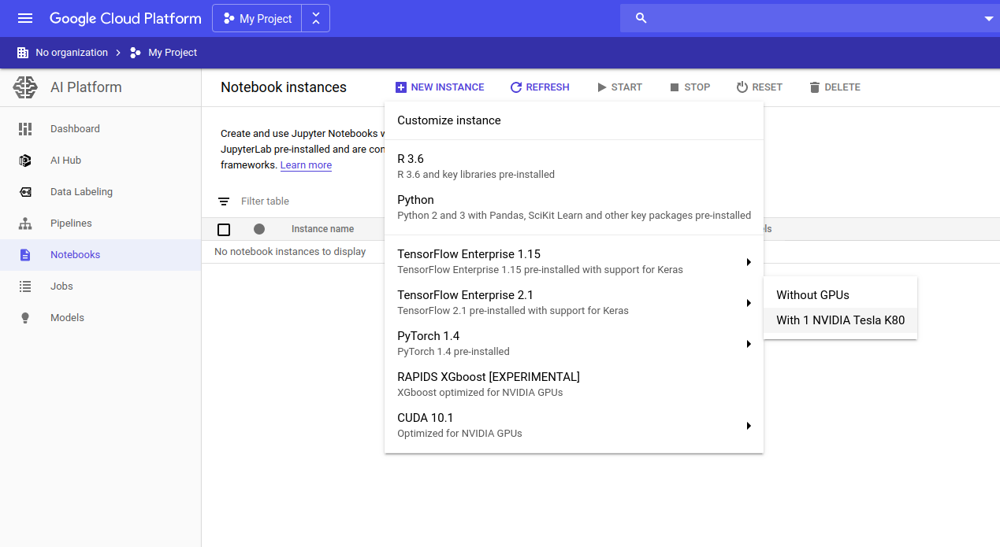 Google Cloud Platform
My Project
No organization
My Project
AI Platform
Dashboard
AI Hub
Data Labeling
Pipelines
Notebooks
Jobs
Models
Notebook instances
NEW INSTANCE
REFRESH
START
STOP
RESET
DELETE
Create and use Jupyter Notebooks
JupyterLab pre-installed and are
frameworks. Learn more
Filter table
Instance name
No notebook instances to display
Customize instance
R 3.6
R 3.6 and key libraries pre-installed
Python
Python 2 and 3 with Pandas, SciKit Learn and other key packages pre-installed
TensorFlow Enterprise 1.15
TensorFlow Enterprise 1.15 pre-installed with support for Keras
TensorFlow Enterprise 2.1
TensorFlow 2.1 pre-installed with support for Keras
PyTorch 1.4
PyTorch 1.4 pre-installed
RAPIDS XGboost [EXPERIMENTAL]
XGboost optimized for NVIDIA GPUs
CUDA 10.1
Optimized for NVIDIA GPUs
Without GPUs
With 1 NVIDIA Tesla K80